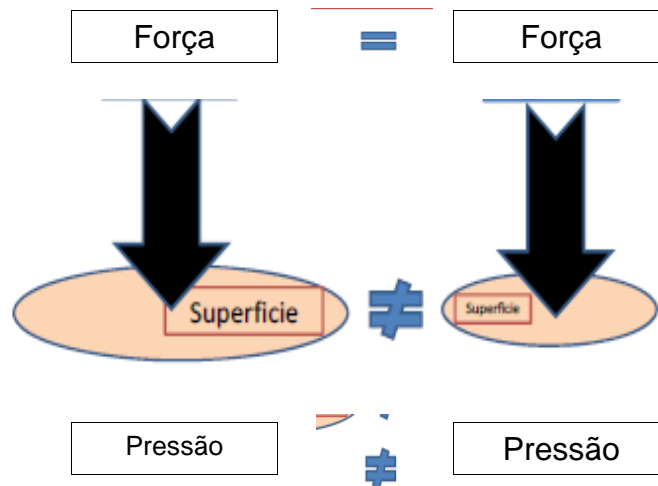 Força = Força
Superficie ≠ Superficie
Pressão ≠ Pressão